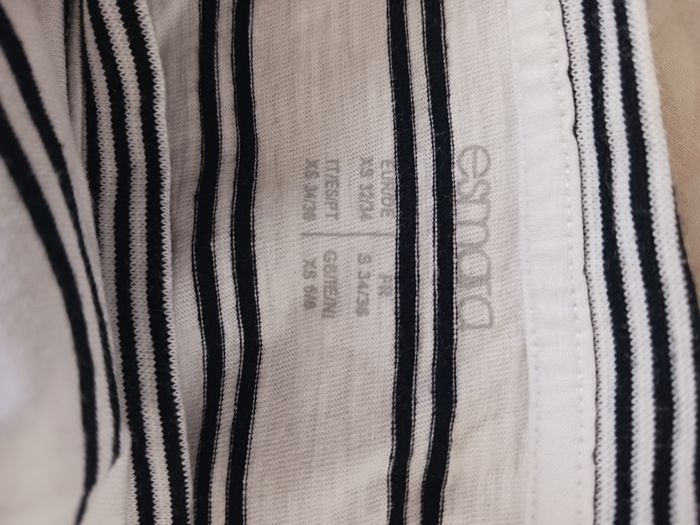 esmara
EUR/DE | FR
XS 32/34 | S 34/36
IT/ES/PT | GB/IE/NI
XS 34/36 | XS 6/8